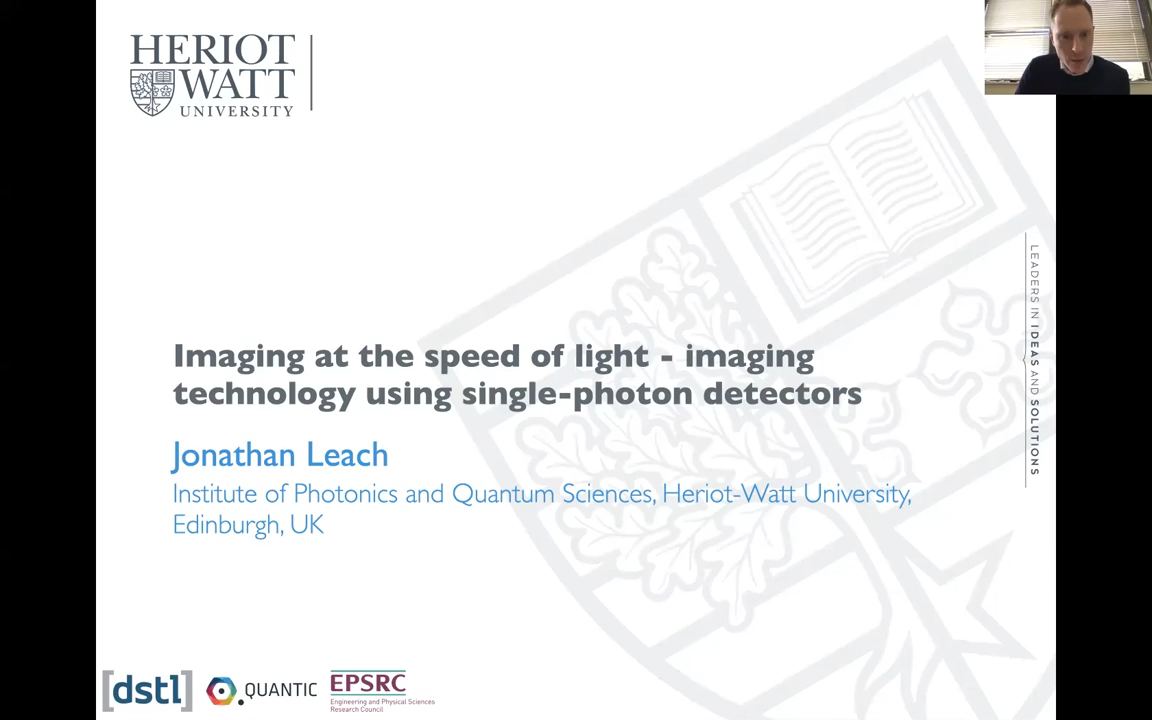 HERIOT
WATT
UNIVERSITY
LEADERS IN IDEAS AND SOLUTIONS
Imaging at the speed of light - imaging
technology using single-photon detectors
Jonathan Leach
Institute of Photonics and Quantum Sciences, Heriot-Watt University,
Edinburgh, UK
[dstl]
QUANTIC
EPSRC
Engineering and Physical Sciences
Research Council